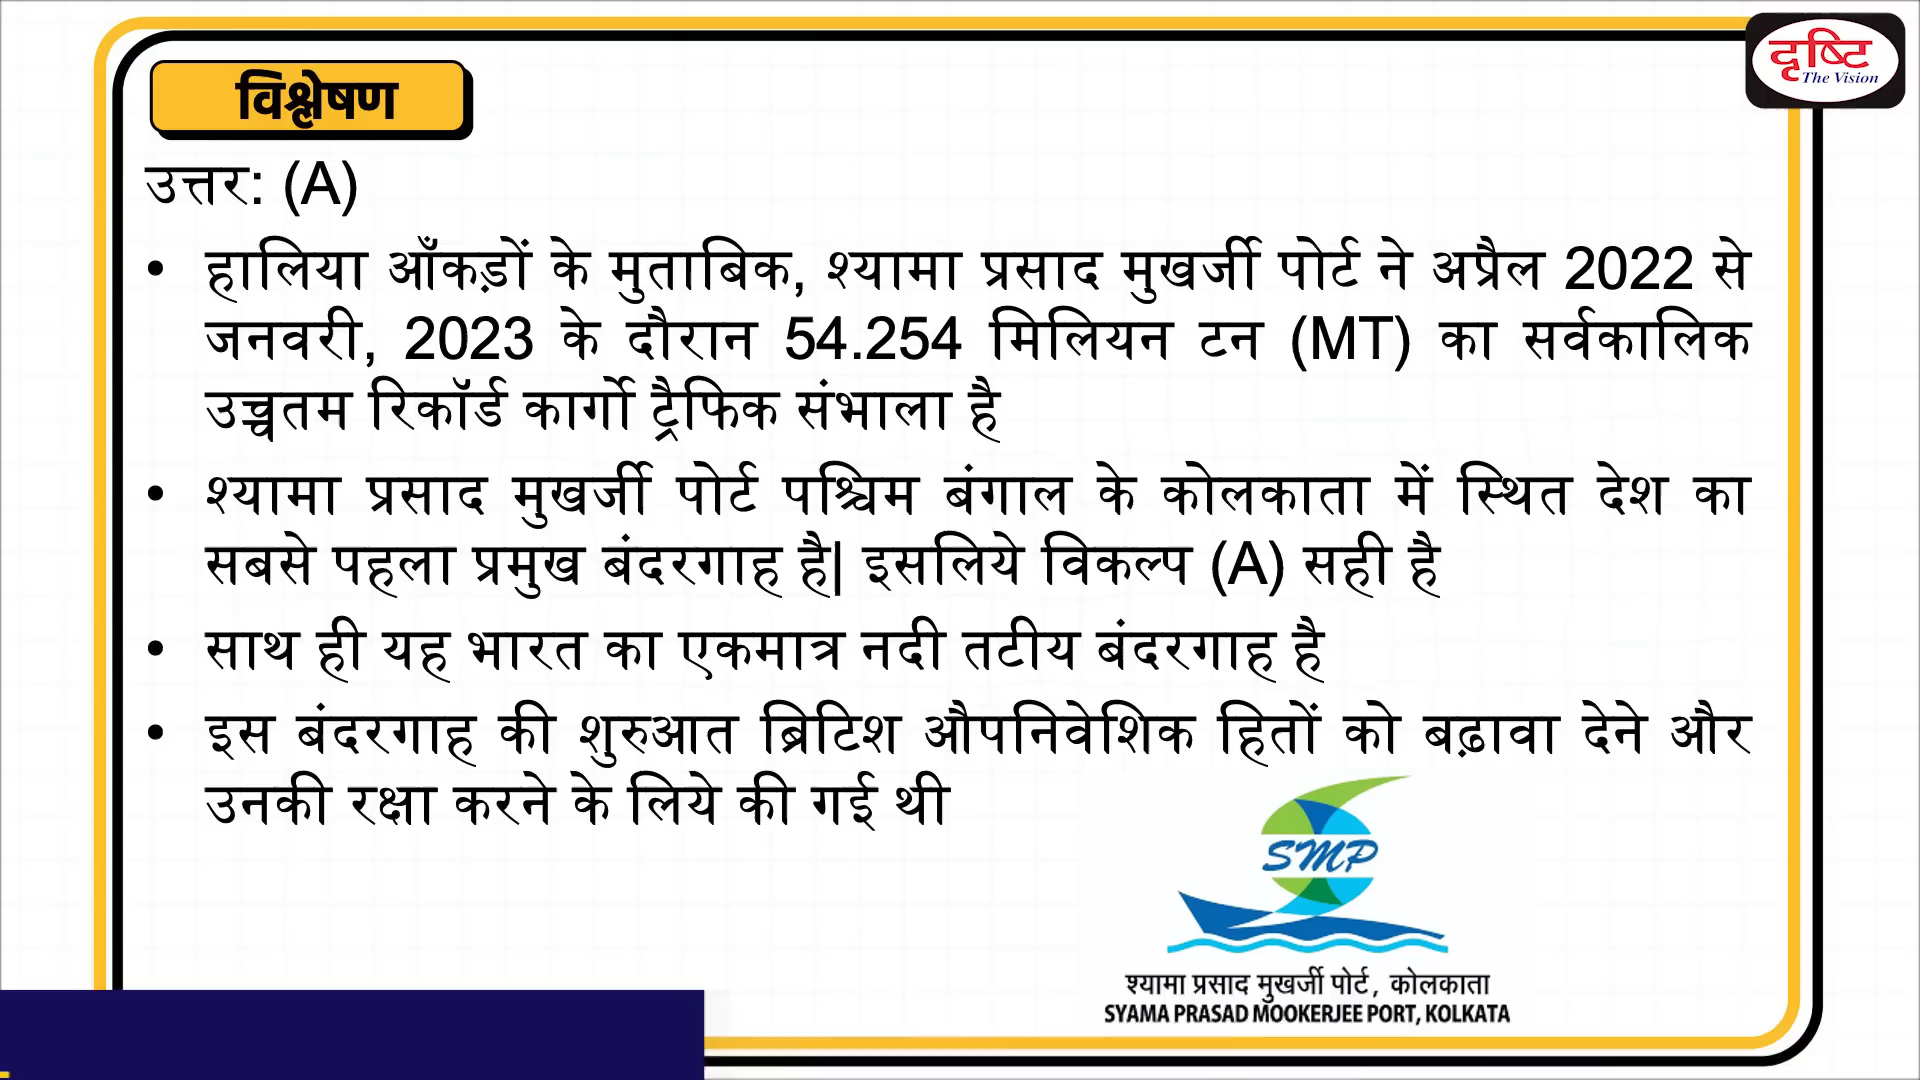 दृष्टि
The Vision
विश्लेषण
उत्तर: (A)
• हालिया आँकड़ों के मुताबिक, श्यामा प्रसाद मुखर्जी पोर्ट ने अप्रैल 2022 से
जनवरी, 2023 के दौरान 54.254 मिलियन टन (MT) का सर्वकालिक
उच्चतम रिकॉर्ड कार्गो ट्रैफिक संभाला है
• श्यामा प्रसाद मुखर्जी पोर्ट पश्चिम बंगाल के कोलकाता में स्थित देश का
सबसे पहला प्रमुख बंदरगाह है| इसलिये विकल्प (A) सही है
• साथ ही यह भारत का एकमात्र नदी तटीय बंदरगाह है
• इस बंदरगाह की शुरुआत ब्रिटिश औपनिवेशिक हितों को बढ़ावा देने और
उनकी रक्षा करने के लिये की गई थी
SMP
श्यामा प्रसाद मुखर्जी पोर्ट, कोलकाता
SYAMA PRASAD MOOKERJEE PORT, KOLKATA